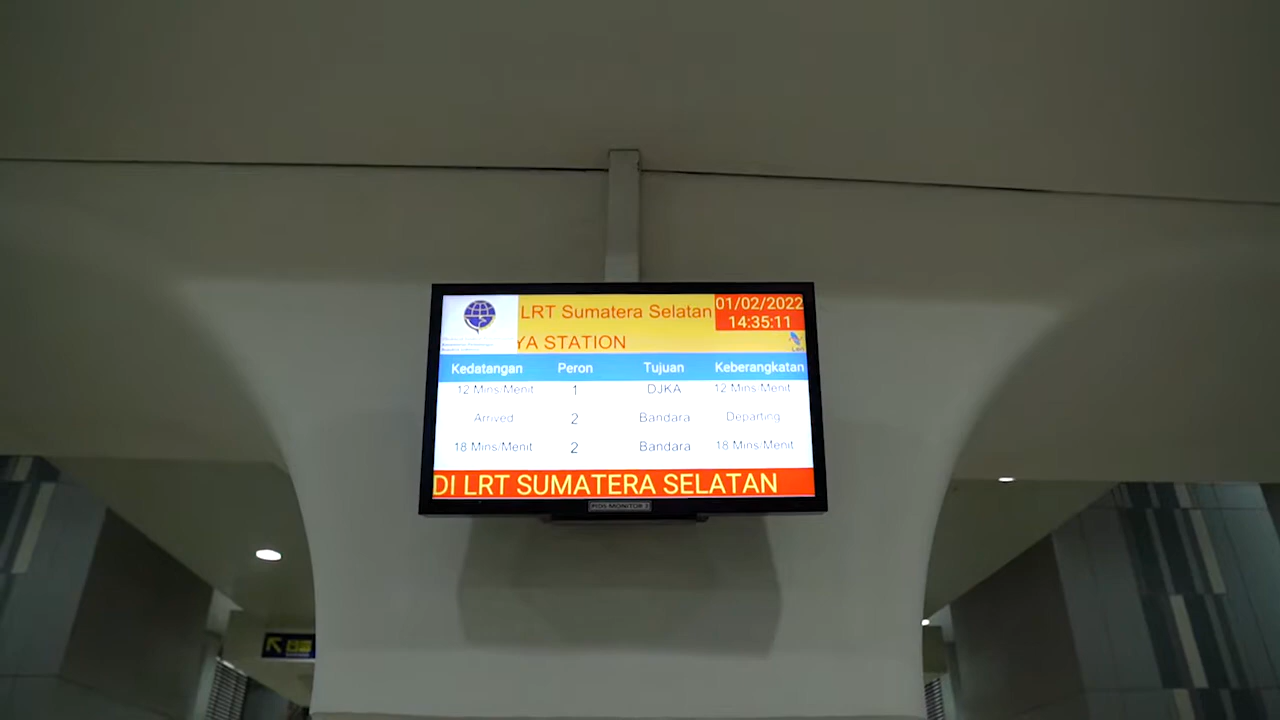 LRT Sumatera Selatan
01/02/2022
14:35:11
YA STATION
Kedatangan Peron Tujuan Keberangkatan
12 Mins/Menit 1 DJKA 12 Mins/Menit
Arrived 2 Bandara Departing
18 Mins/Menit 2 Bandara 18 Mins/Menit
DI LRT SUMATERA SELATAN